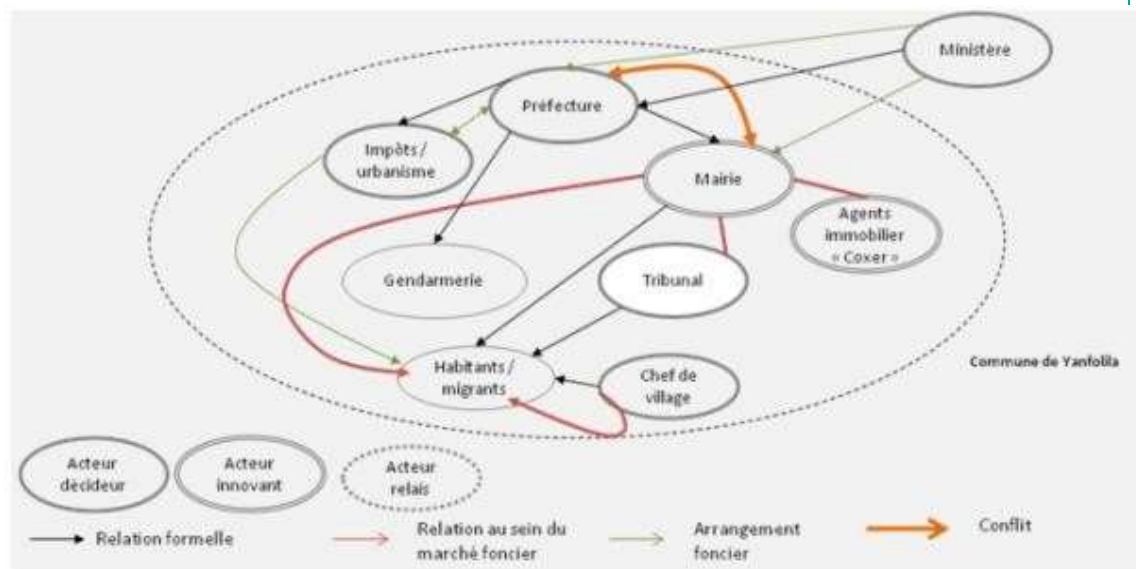 Ministère
Préfecture
Impôts /
urbanisme
Mairie
Agents
immobilier
« Coxer »
Gendarmerie
Tribunal
Habitants /
migrants
Chef de
village
Commune de Yanfolila
Acteur
décideur
Acteur
innovant
Acteur
relais
Relation formelle
Relation au sein du
marché foncier
Arrangement
foncier
Conflit